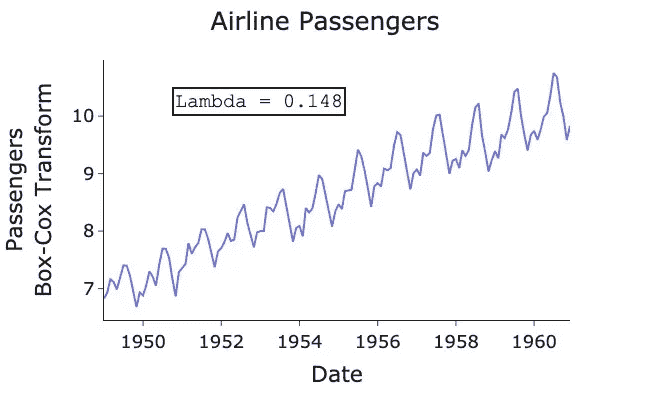 Airline Passengers
Passengers
Box-Cox Transform
Lambda = 0.148
10
9
8
7
1950 1952 1954 1956 1958 1960
Date